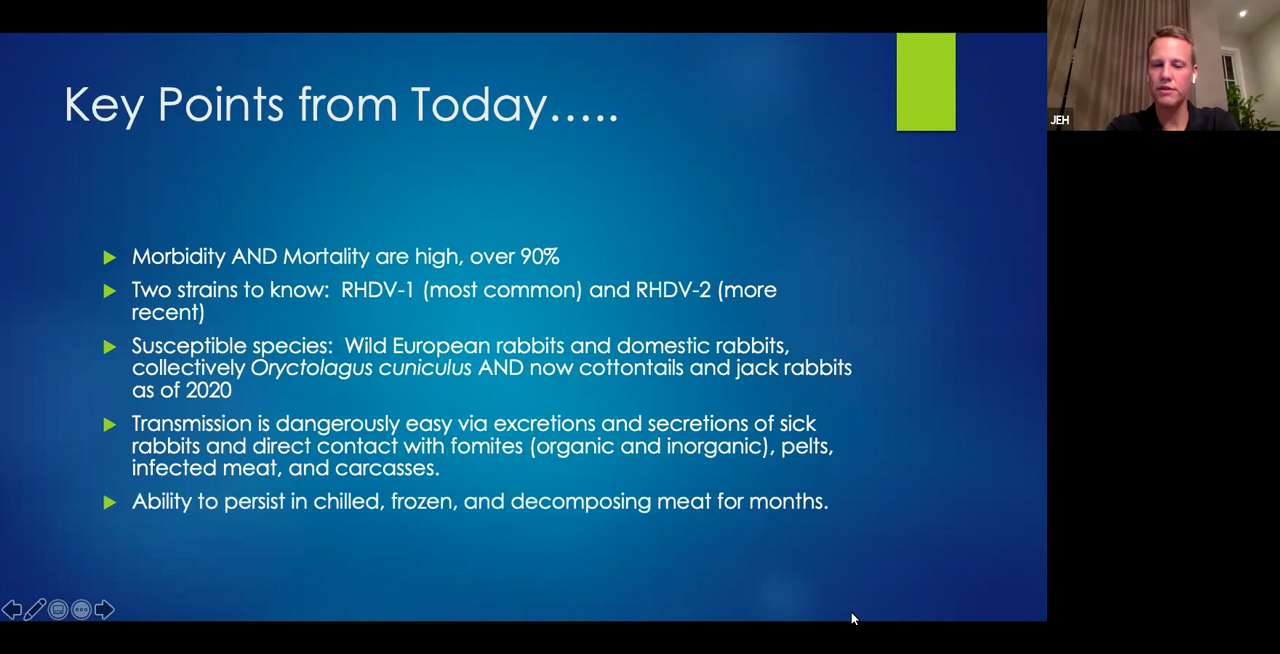 Key Points from Today.....
JEH
Morbidity AND Mortality are high, over 90%
Two strains to know:  RHDV-1 (most common) and RHDV-2 (more
recent)
Susceptible species:  Wild European rabbits and domestic rabbits,
collectively Oryctolagus cuniculus AND now cottontails and jack rabbits
as of 2020
Transmission is dangerously easy via excretions and secretions of sick
rabbits and direct contact with fomites (organic and inorganic), pelts,
infected meat, and carcasses.
Ability to persist in chilled, frozen, and decomposing meat for months.